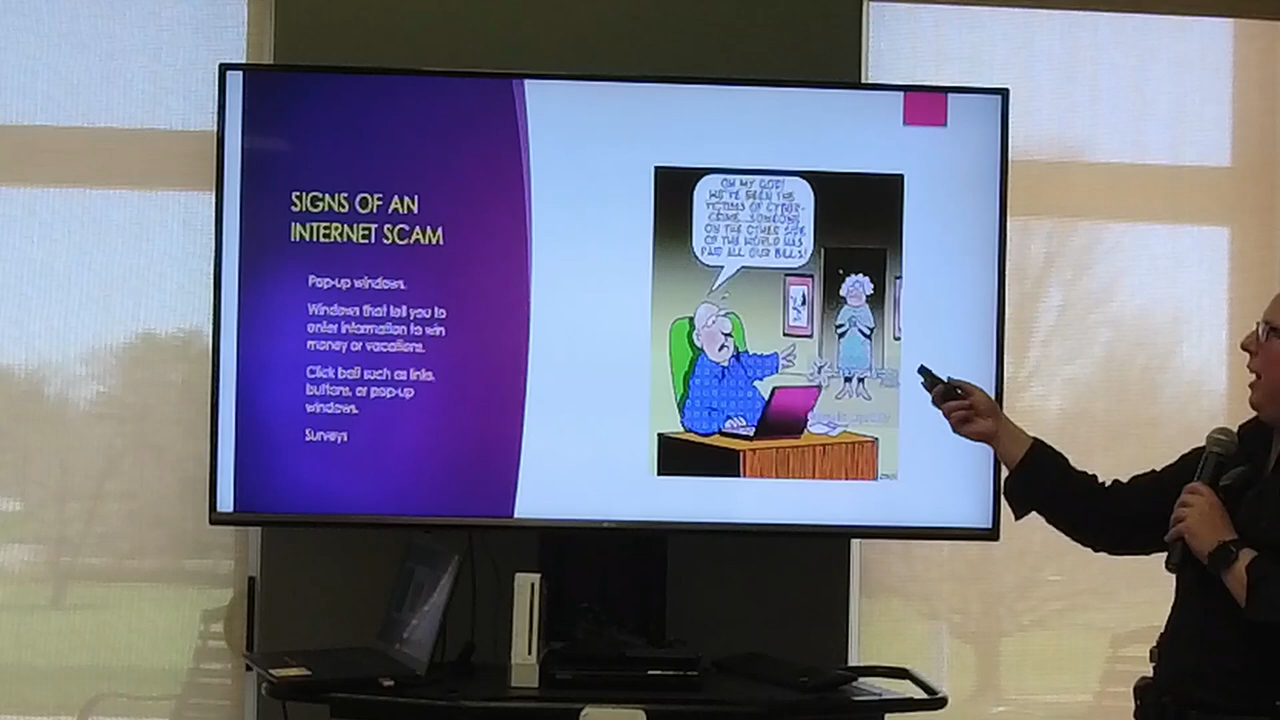 SIGNS OF AN
INTERNET SCAM
Pop-up windows.
Windows that tell you to
enter information to win
money or vacations.
Click bait such as links,
buttons, or pop-up
windows.
Surveys
OH MY GOD!
WE'VE BEEN THE
VICTIMS OF CYBER-
CRIME. SOMEONE
ON THE OTHER SIDE
OF THE WORLD HAS
PAID ALL OUR BILLS!